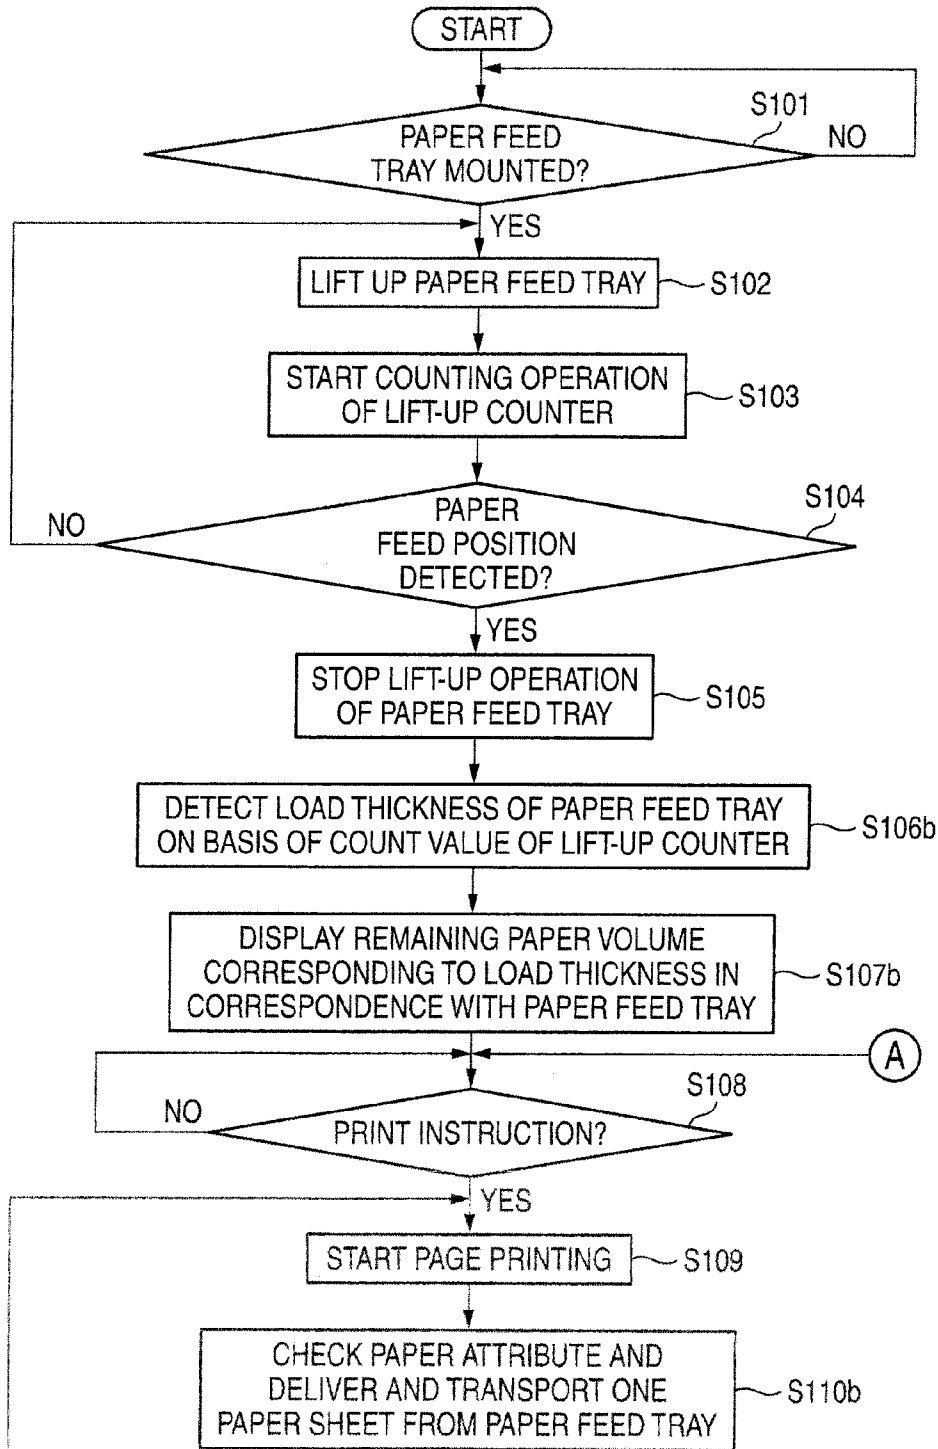 START
S101
PAPER FEED
TRAY MOUNTED?
NO
YES
LIFT UP PAPER FEED TRAY
S102
START COUNTING OPERATION
OF LIFT-UP COUNTER
S103
S104
PAPER
FEED POSITION
DETECTED?
NO
YES
STOP LIFT-UP OPERATION
OF PAPER FEED TRAY
S105
DETECT LOAD THICKNESS OF PAPER FEED TRAY
ON BASIS OF COUNT VALUE OF LIFT-UP COUNTER
S106b
DISPLAY REMAINING PAPER VOLUME
CORRESPONDING TO LOAD THICKNESS IN
CORRESPONDENCE WITH PAPER FEED TRAY
S107b
A
S108
NO
PRINT INSTRUCTION?
YES
START PAGE PRINTING
S109
CHECK PAPER ATTRIBUTE AND
DELIVER AND TRANSPORT ONE
PAPER SHEET FROM PAPER FEED TRAY
S110b